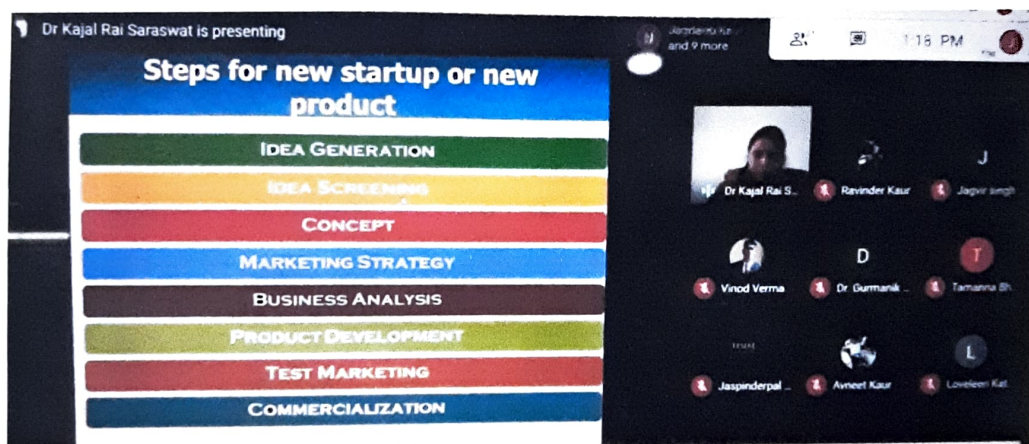 Dr Kajal Rai Saraswat is presenting
and 9 more
1:18 PM
Steps for new startup or new
product
IDEA GENERATION
IDEA SCREENING
CONCEPT
MARKETING STRATEGY
BUSINESS ANALYSIS
PRODUCT DEVELOPMENT
TEST MARKETING
COMMERCIALIZATION
Dr Kajal Rai S...
Ravinder Kaur
J
Jagvir singh
Vinod Verma
D
Dr. Gurmanik ...
T
Tamanna Bh...
Jaspinderpal ...
Avneet Kaur
L
Loveleen Kat...